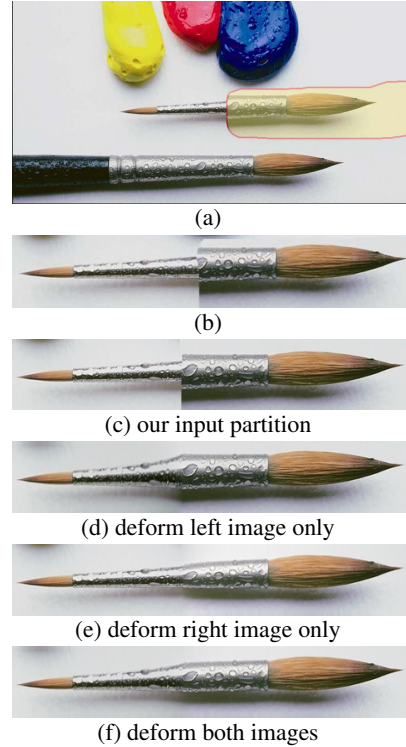 (a)
(b)
(c) our input partition
(d) deform left image only
(e) deform right image only
(f) deform both images